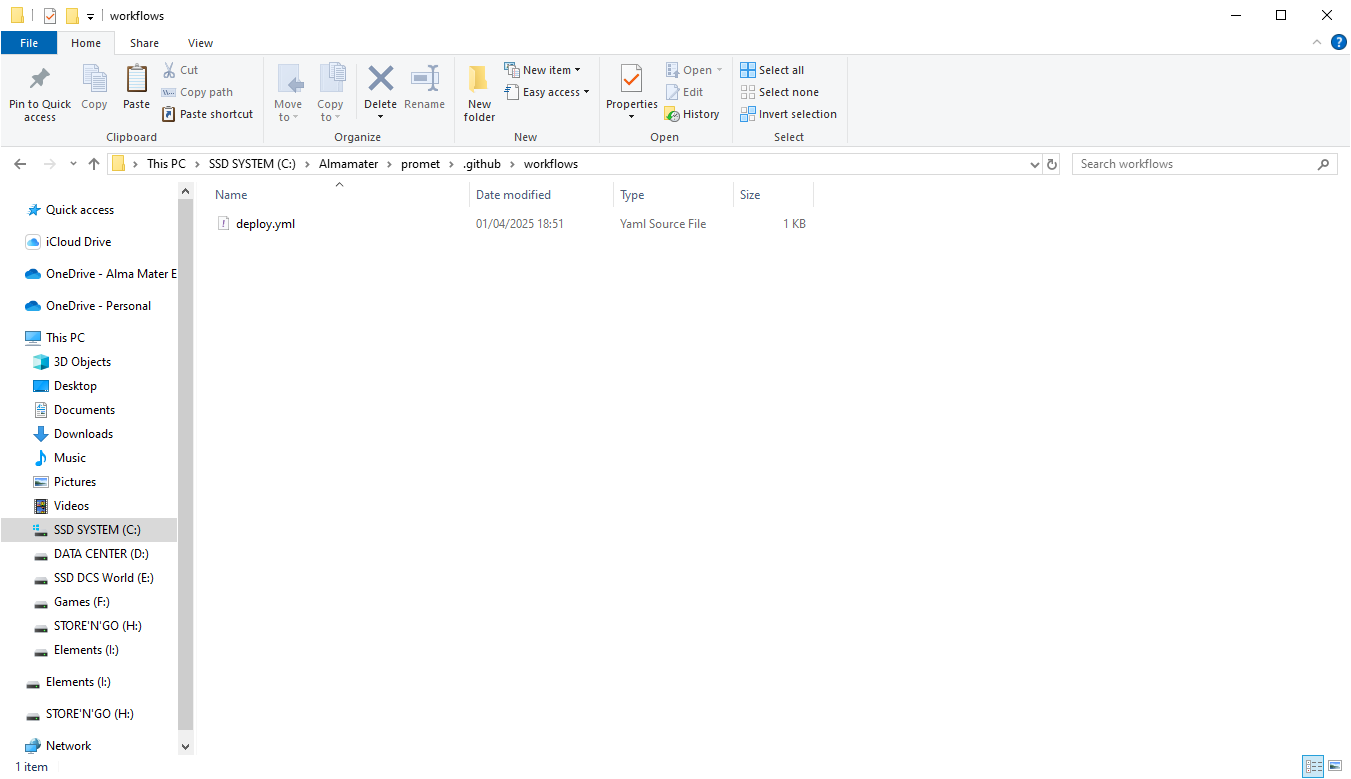 workflows
File Home Share View
Pin to Quick access
Copy
Paste
Cut
Copy path
Paste shortcut
Clipboard
Move to
Copy to
Delete
Rename
Organize
New folder
New item
Easy access
New
Properties
Open
Edit
History
Open
Select all
Select none
Invert selection
Select
This PC > SSD SYSTEM (C:) > Almamater > promet > .github > workflows
Search workflows
Name Date modified Type Size
deploy.yml 01/04/2025 18:51 Yaml Source File 1 KB
Quick access
iCloud Drive
OneDrive - Alma Mater E
OneDrive - Personal
This PC
3D Objects
Desktop
Documents
Downloads
Music
Pictures
Videos
SSD SYSTEM (C:)
DATA CENTER (D:)
SSD DCS World (E:)
Games (F:)
STORE'N'GO (H:)
Elements (I:)
Elements (I:)
STORE'N'GO (H:)
Network
1 item